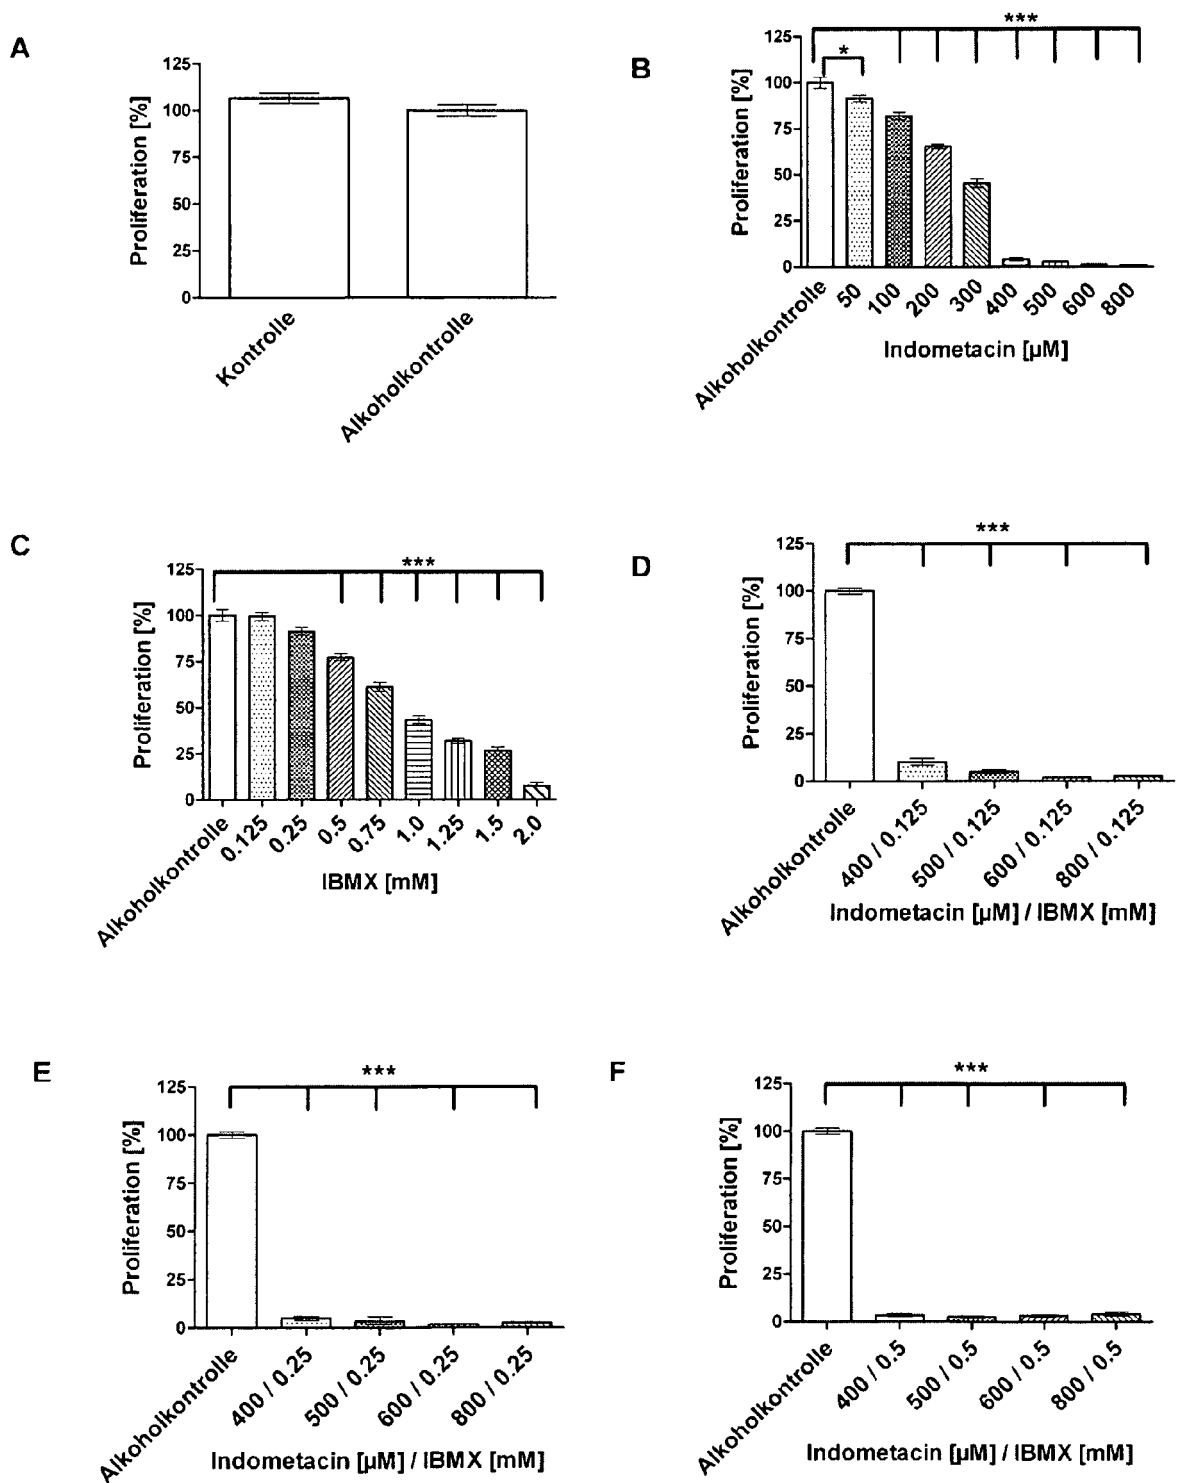 A
Proliferation [%]
125
100
75
50
25
0
Kontrolle
Alkoholkontrolle
B
***
*
Proliferation [%]
125
100
75
50
25
0
Alkoholkontrolle
50
100
200
300
400
500
600
800
Indometacin [µM]
C
***
Proliferation [%]
125
100
75
50
25
0
Alkoholkontrolle
0.125
0.25
0.5
0.75
1.0
1.25
1.5
2.0
IBMX [mM]
D
***
Proliferation [%]
125
100
75
50
25
0
Alkoholkontrolle
400 / 0.125
500 / 0.125
600 / 0.125
800 / 0.125
Indometacin [µM] / IBMX [mM]
E
***
Proliferation [%]
125
100
75
50
25
0
Alkoholkontrolle
400 / 0.25
500 / 0.25
600 / 0.25
800 / 0.25
Indometacin [µM] / IBMX [mM]
F
***
Proliferation [%]
125
100
75
50
25
0
Alkoholkontrolle
400 / 0.5
500 / 0.5
600 / 0.5
800 / 0.5
Indometacin [µM] / IBMX [mM]